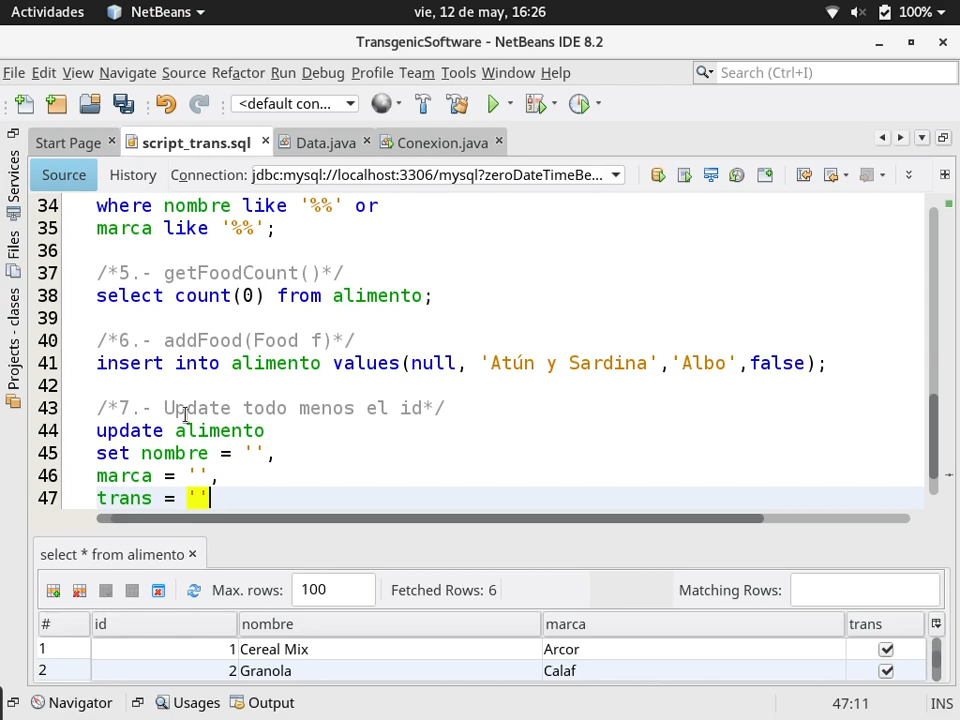 Actividades NetBeans vie, 12 de may, 16:26 100%
TransgenicSoftware - NetBeans IDE 8.2
File Edit View Navigate Source Refactor Run Debug Profile Team Tools Window Help Search (Ctrl+I)
<default con...
Start Page script_trans.sql Data.java Conexion.java
Source History Connection: jdbc:mysql://localhost:3306/mysql?zeroDateTimeBe...
Services
Files
Projects - clases
34 where nombre like '%%' or
35 marca like '%%';
36
37 /*5.- getFoodCount()*/
38 select count(0) from alimento;
39
40 /*6.- addFood(Food f)*/
41 insert into alimento values(null, 'Atún y Sardina','Albo',false);
42
43 /*7.- Update todo menos el id*/
44 update alimento
45 set nombre = '',
46 marca = '',
47 trans = ''
select * from alimento
Max. rows: 100 Fetched Rows: 6 Matching Rows:
# id nombre marca trans
1 1 Cereal Mix Arcor
2 2 Granola Calaf
Navigator Usages Output 47:11 INS